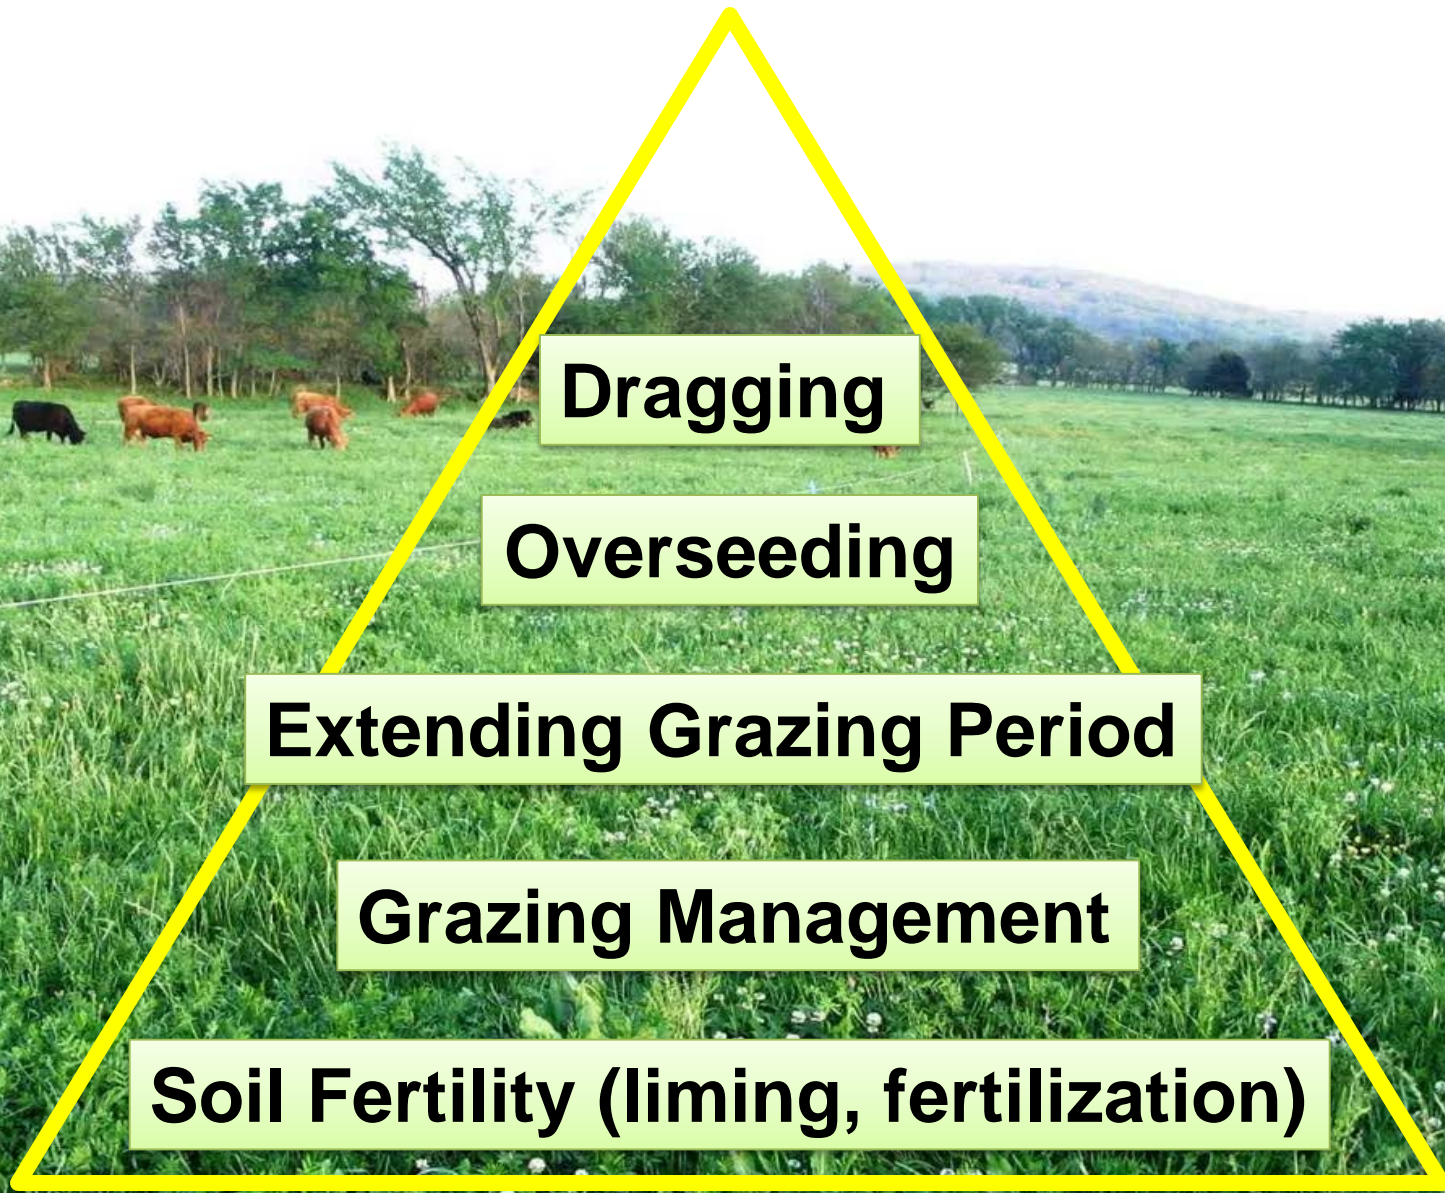 Dragging
Overseeding
Extending Grazing Period
Grazing Management
Soil Fertility (liming, fertilization)